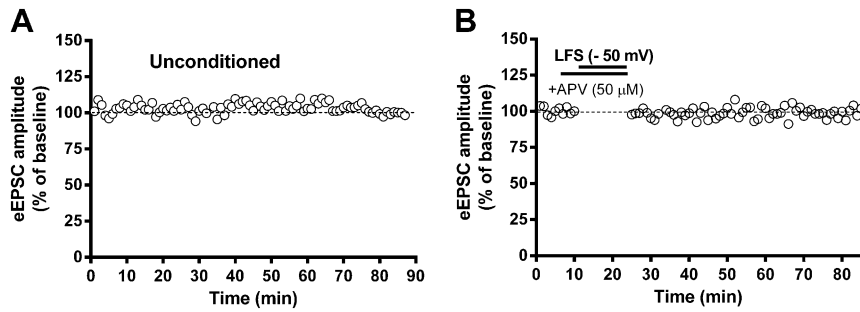 A
B
Unconditioned
LFS (- 50 mV)
+APV (50 μM)
eEPSC amplitude
(% of baseline)
150
125
100
75
50
25
0
0 10 20 30 40 50 60 70 80 90
Time (min)
eEPSC amplitude
(% of baseline)
150
125
100
75
50
25
0
0 10 20 30 40 50 60 70 80
Time (min)